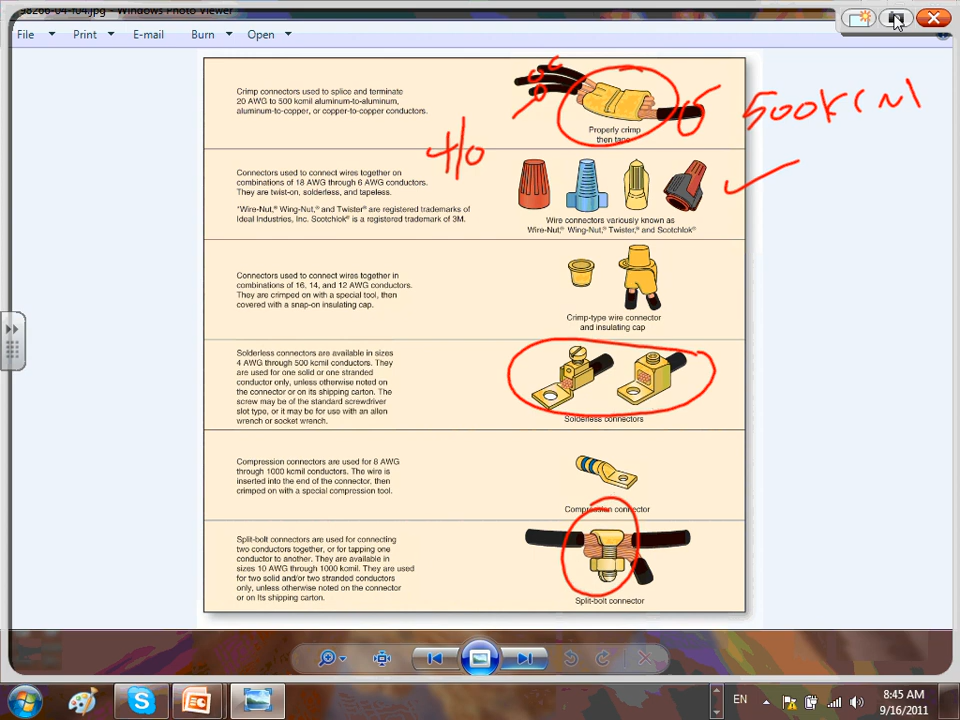 98266-04-f04.jpg - Windows Photo Viewer
File Print E-mail Burn Open
Crimp connectors used to splice and terminate
20 AWG to 500 kcmil aluminum-to-aluminum,
aluminum-to-copper, or copper-to-copper conductors.
Properly crimp
then tape
500KCMl
4/0
Connectors used to connect wires together on
combinations of 18 AWG through 6 AWG conductors.
They are twist-on, solderless, and tapeless.
*Wire-Nut,® Wing-Nut,® and Twister® are registered trademarks of
Ideal Industries, Inc. Scotchlok® is a registered trademark of 3M.
Wire connectors variously known as
Wire-Nut,® Wing-Nut,® Twister,® and Scotchlok®
Connectors used to connect wires together in
combinations of 16, 14, and 12 AWG conductors.
They are crimped on with a special tool, then
covered with a snap-on insulating cap.
Crimp-type wire connector
and insulating cap
Solderless connectors are available in sizes
4 AWG through 500 kcmil conductors. They
are used for one solid or one stranded
conductor only, unless otherwise noted on
the connector or on its shipping carton. The
screw may be of the standard screwdriver
slot type, or it may be for use with an allen
wrench or socket wrench.
Solderless connectors
Compression connectors are used for 8 AWG
through 1000 kcmil conductors. The wire is
inserted into the end of the connector, then
crimped on with a special compression tool.
Compression connector
Split-bolt connectors are used for connecting
two conductors together, or for tapping one
conductor to another. They are available in
sizes 10 AWG through 1000 kcmil. They are used
for two solid and/or two stranded conductors
only, unless otherwise noted on the connector
or on its shipping carton.
Split-bolt connector
EN
8:45 AM
9/16/2011